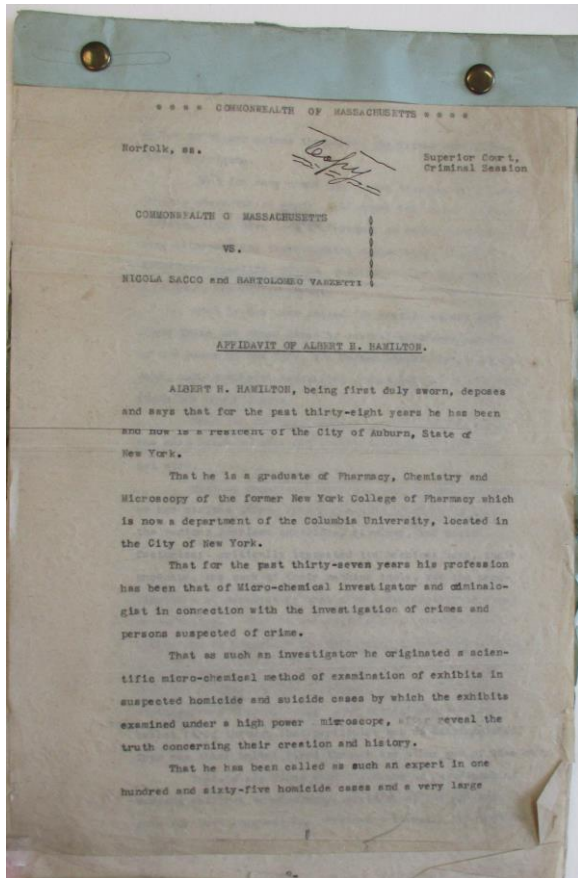 * * * * COMMONWEALTH OF MASSACHUSETTS * * * *
Copy
Norfolk, ss.
Superior Court,
Criminal Session
COMMONWEALTH O MASSACHUSETTS
VS.
NICOLA SACCO and BARTOLOMEO VANZETTI
AFFIDAVIT OF ALBERT H. HAMILTON.
ALBERT H. HAMILTON, being first duly sworn, deposes
and says that for the past thirty-eight years he has been
and now is a resident of the City of Auburn, State of
New York.
That he is a graduate of Pharmacy, Chemistry and
Microscopy of the former New York College of Pharmacy which
is now a department of the Columbia University, located in
the City of New York.
That for the past thirty-seven years his profession
has been that of Micro-chemical investigator and criminalo-
gist in connection with the investigation of crimes and
persons suspected of crime.
That as such an investigator he originated a scien-
tific micro-chemical method of examination of exhibits in
suspected homicide and suicide cases by which the exhibits
examined under a high power microscope, after reveal the
truth concerning their creation and history.
That he has been called as such an expert in one
hundred and sixty-five homicide cases and a very large